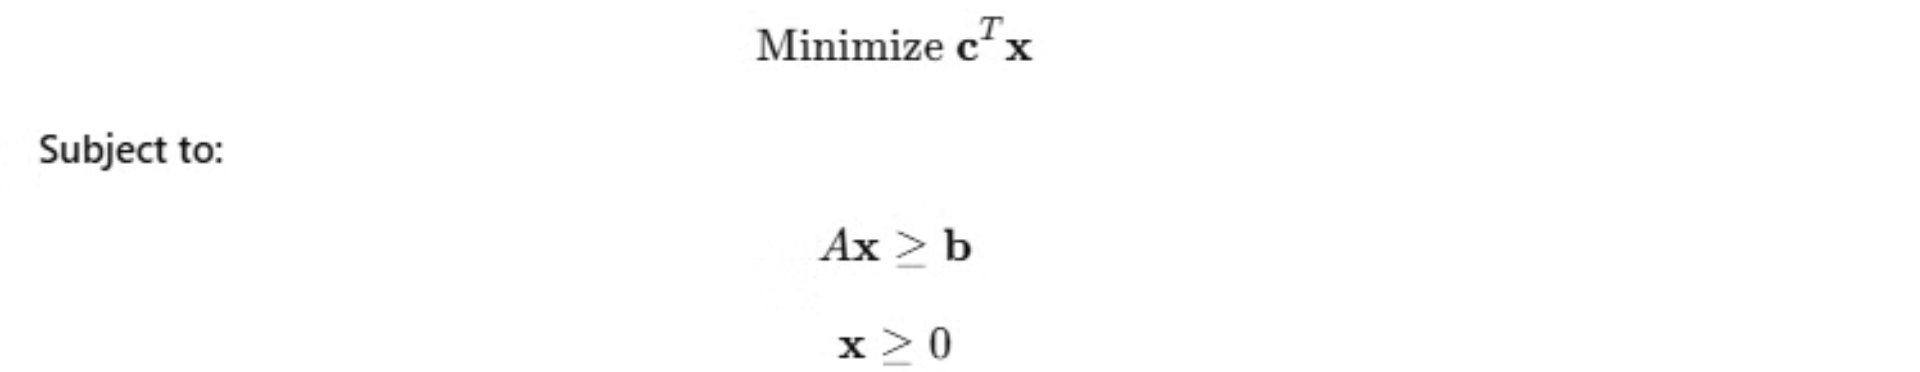 Minimize c^T x
Subject to:
Ax ≥ b
x ≥ 0